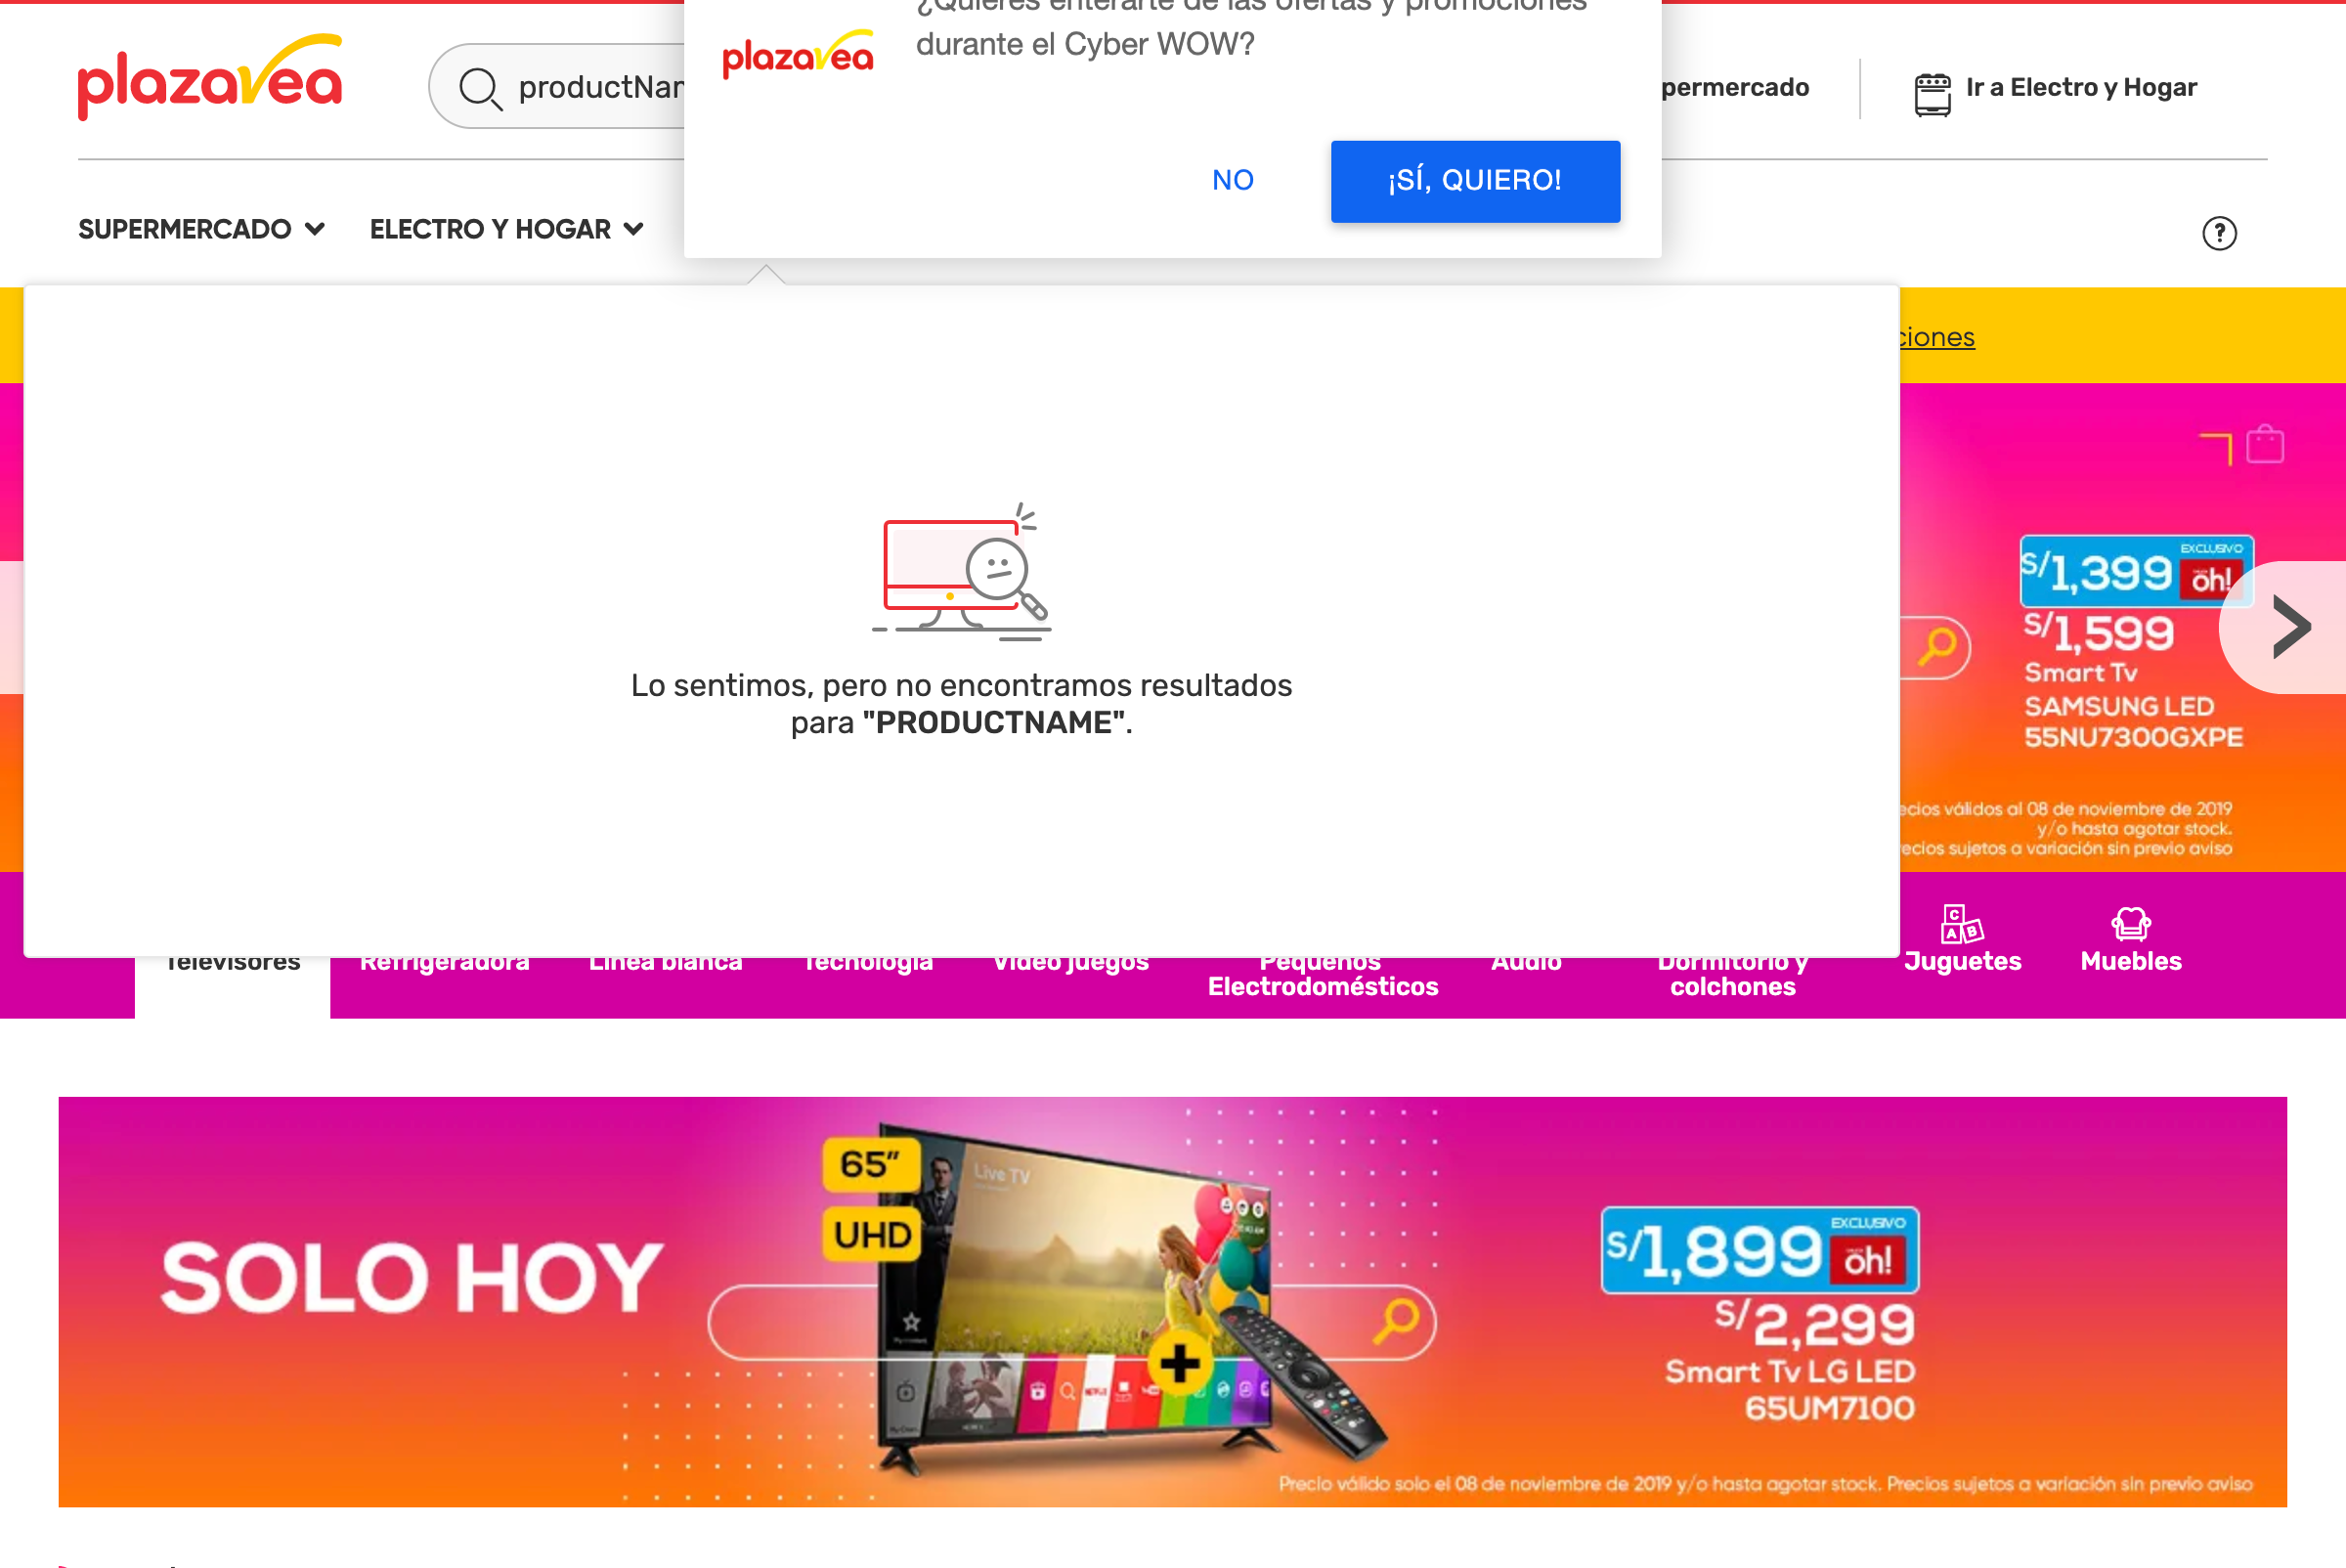 ¿Quieres enterarte de las ofertas y promociones
plazavea
plazavea
durante el Cyber WOW?
productNam
permercado
Ir a Electro y Hogar
NO
¡SÍ, QUIERO!
SUPERMERCADO
ELECTRO Y HOGAR
?
ciones
EXCLUSIVO
S/1,399 oh!
S/1,599
Smart Tv
SAMSUNG LED
55NU7300GXPE
Lo sentimos, pero no encontramos resultados
para "PRODUCTNAME".
ecios válidos al 08 de noviembre de 2019
y/o hasta agotar stock.
recios sujetos a variación sin previo aviso
C
A B
Televisores
Refrigeradora
Línea blanca
Tecnología
Video juegos
Pequeños
Electrodomésticos
Audio
Dormitorio y
colchones
Juguetes
Muebles
65”
UHD
Live TV
SOLO HOY
EXCLUSIVO
S/1,899 oh!
S/2,299
Smart Tv LG LED
65UM7100
NETFLIX
Precio válido solo el 08 de noviembre de 2019 y/o hasta agotar stock. Precios sujetos a variación sin previo aviso